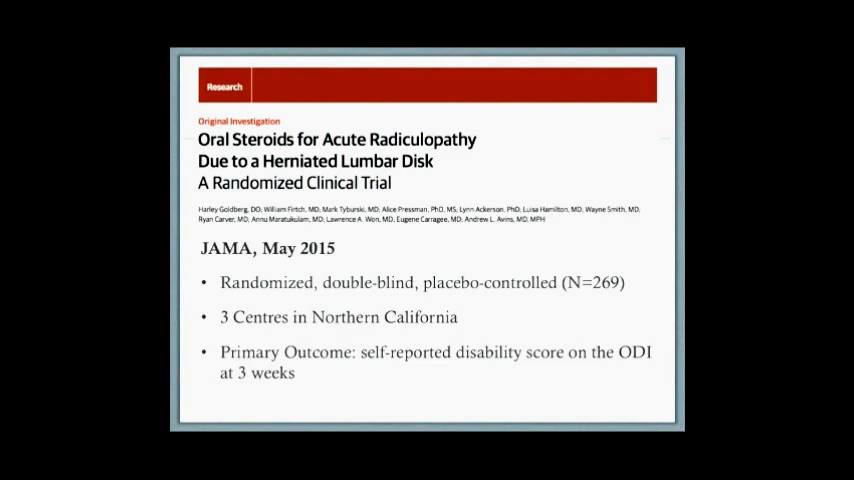 Research
Original Investigation
Oral Steroids for Acute Radiculopathy
Due to a Herniated Lumbar Disk
A Randomized Clinical Trial
Harley Goldberg, DO; William Firtch, MD; Mark Tyburski, MD; Alice Pressman, PhD, MS; Lynn Ackerson, PhD; Luisa Hamilton, MD; Wayne Smith, MD;
Ryan Carver, MD; Annu Maratukulam, MD; Lawrence A. Won, MD; Eugene Carragee, MD; Andrew L. Avins, MD, MPH
JAMA, May 2015
• Randomized, double-blind, placebo-controlled (N=269)
• 3 Centres in Northern California
• Primary Outcome: self-reported disability score on the ODI
at 3 weeks